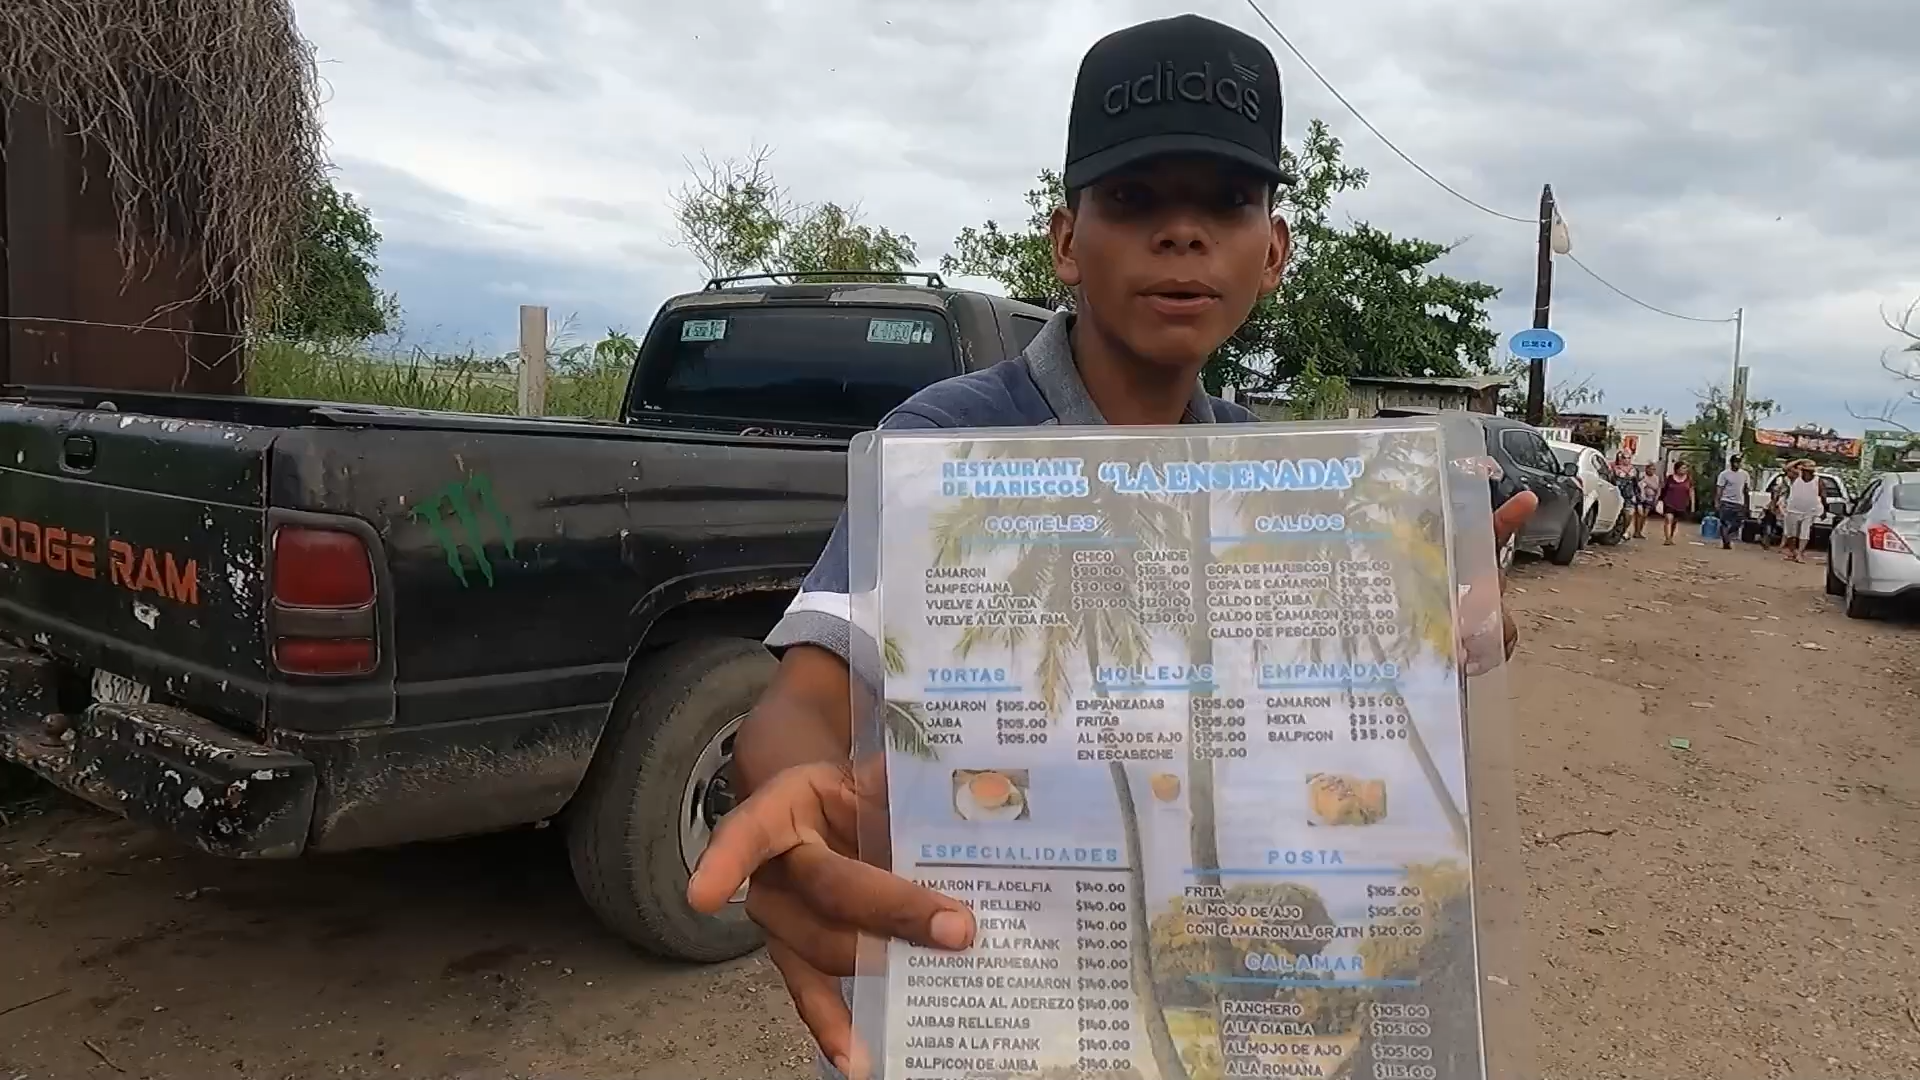 adidas
ODGE RAM
RESTAURANT
DE MARISCOS
"LA ENSENADA"
COCTELES
CHICO GRANDE
CAMARON $90.00 $105.00
CAMPECHANA $90.00 $105.00
VUELVE A LA VIDA $100.00 $120.00
VUELVE A LA VIDA FAM. $230.00
CALDOS
SOPA DE MARISCOS $105.00
SOPA DE CAMARON $105.00
CALDO DE JAIBA $105.00
CALDO DE CAMARON $105.00
CALDO DE PESCADO $95.00
TORTAS
CAMARON $105.00
JAIBA $105.00
MIXTA $105.00
MOLLEJAS
EMPANIZADAS $105.00
FRITAS $105.00
AL MOJO DE AJO $105.00
EN ESCABECHE $105.00
EMPANADAS
CAMARON $35.00
MIXTA $35.00
SALPICON $35.00
ESPECIALIDADES
CAMARON FILADELFIA $140.00
RELLENO $140.00
REYNA $140.00
A LA FRANK $140.00
CAMARON PARMESANO $140.00
BROCKETAS DE CAMARON $140.00
MARISCADA AL ADEREZO $140.00
JAIBAS RELLENAS $140.00
JAIBAS A LA FRANK $140.00
SALPICON DE JAIBA $140.00
POSTA
FRITA $105.00
AL MOJO DE AJO $105.00
CON CAMARON AL GRATIN $120.00
CALAMAR
RANCHERO $105.00
A LA DIABLA $105.00
AL MOJO DE AJO $105.00
A LA ROMANA $115.00